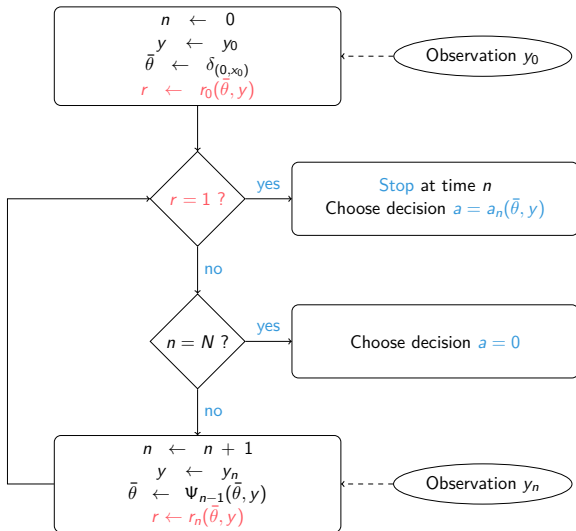 n ← 0
y ← y₀
θ̄ ← δ₍₀,ₓ₀₎
r ← r₀(θ̄, y)
Observation y₀
r = 1 ?
yes
Stop at time n
Choose decision a = aₙ(θ̄, y)
no
n = N ?
yes
Choose decision a = 0
no
n ← n + 1
y ← yₙ
θ̄ ← Ψₙ₋₁(θ̄, y)
r ← rₙ(θ̄, y)
Observation yₙ